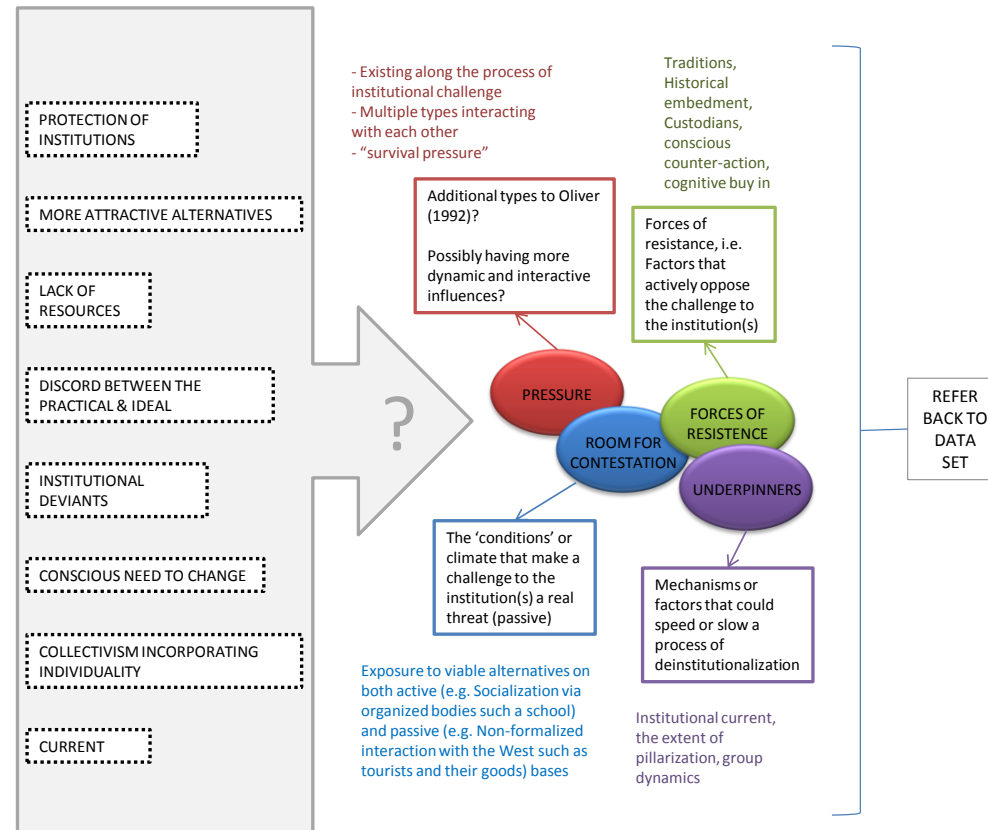 PROTECTION OF
INSTITUTIONS
MORE ATTRACTIVE ALTERNATIVES
LACK OF
RESOURCES
DISCORD BETWEEN THE
PRACTICAL & IDEAL
INSTITUTIONAL
DEVIANTS
CONSCIOUS NEED TO CHANGE
COLLECTIVISM INCORPORATING
INDIVIDUALITY
CURRENT
?
- Existing along the process of
institutional challenge
- Multiple types interacting
with each other
- “survival pressure”
Additional types to Oliver
(1992)?
Possibly having more
dynamic and interactive
influences?
Traditions,
Historical
embedment,
Custodians,
conscious
counter-action,
cognitive buy in
Forces of
resistance, i.e.
Factors that
actively oppose
the challenge to
the institution(s)
PRESSURE
ROOM FOR
CONTESTATION
FORCES OF
RESISTENCE
UNDERPINNERS
The ‘conditions’ or
climate that make a
challenge to the
institution(s) a real
threat (passive)
Exposure to viable alternatives on
both active (e.g. Socialization via
organized bodies such a school)
and passive (e.g. Non-formalized
interaction with the West such as
tourists and their goods) bases
Mechanisms or
factors that could
speed or slow a
process of
deinstitutionalization
Institutional current,
the extent of
pillarization, group
dynamics
REFER
BACK TO
DATA
SET